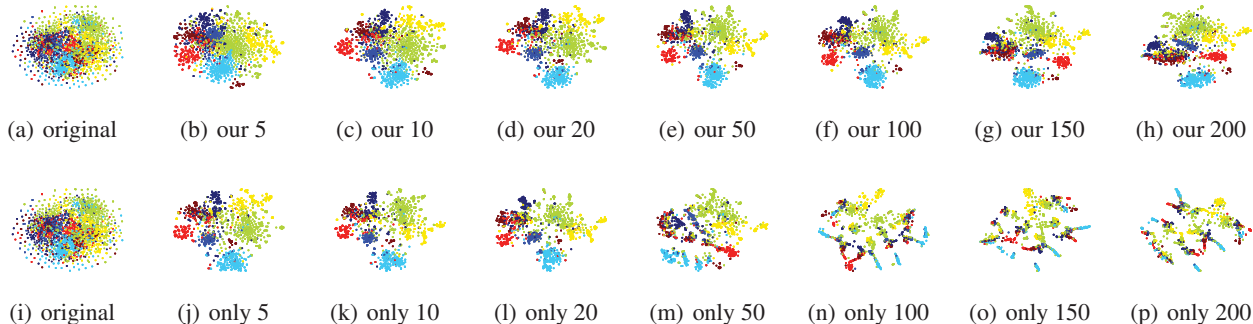 (a) original (b) our 5 (c) our 10 (d) our 20 (e) our 50 (f) our 100 (g) our 150 (h) our 200
(i) original (j) only 5 (k) only 10 (l) only 20 (m) only 50 (n) only 100 (o) only 150 (p) only 200